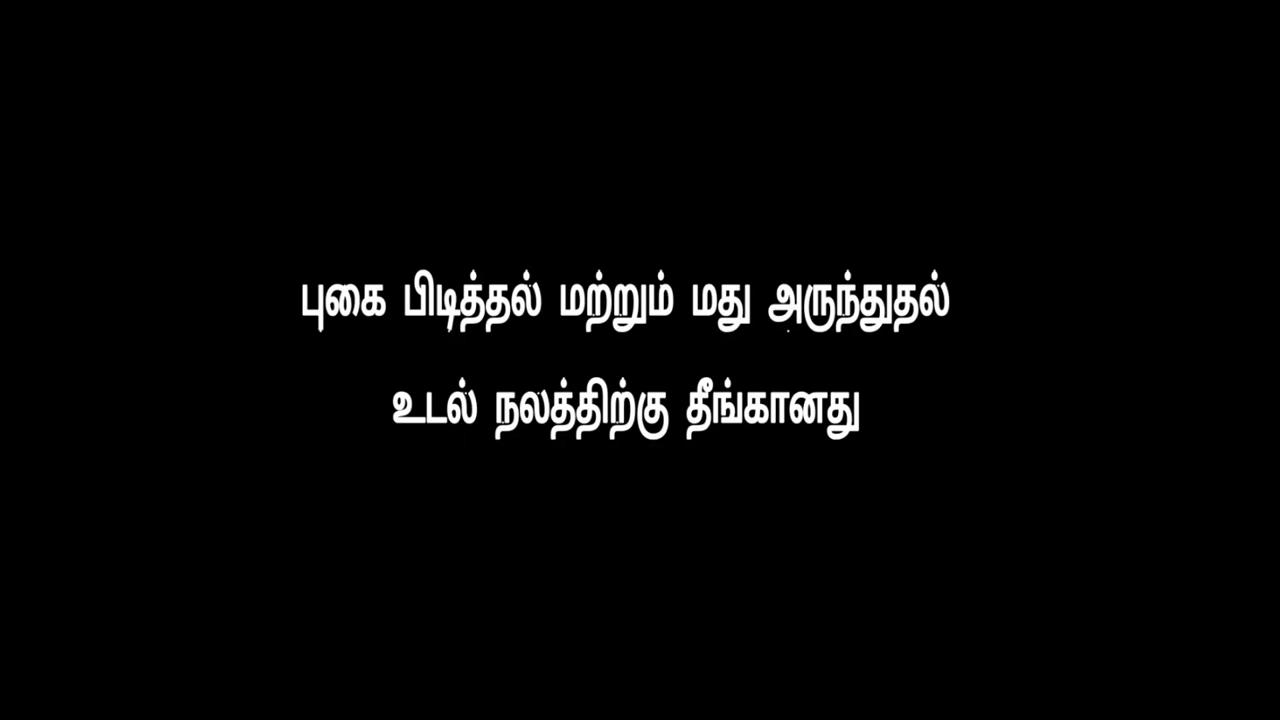 புகை பிடித்தல் மற்றும் மது அருந்துதல்
உடல் நலத்திற்கு தீங்கானது